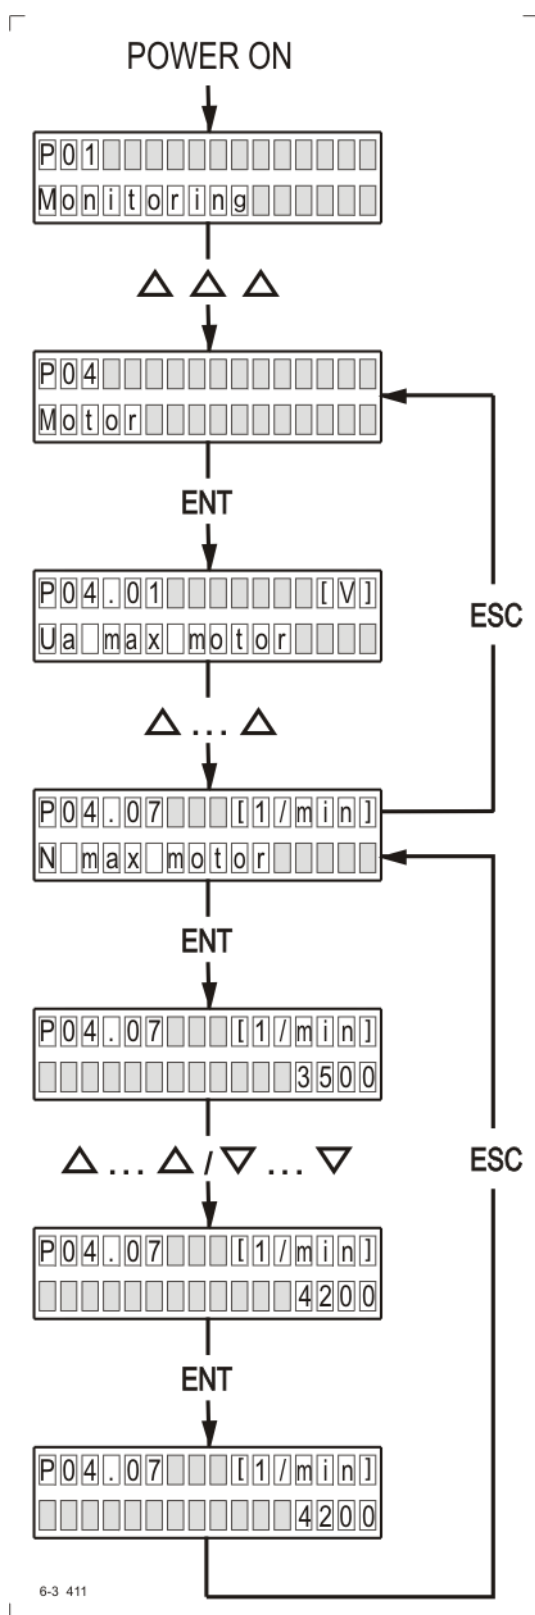 POWER ON
P01
Monitoring
△ △ △
P04
Motor
ENT
P04.01 [V]
Ua max motor
ESC
△ ... △
P04.07 [1/min]
N max motor
ENT
P04.07 [1/min]
3500
△ ... △ / ▽ ... ▽
ESC
P04.07 [1/min]
4200
ENT
P04.07 [1/min]
4200
6-3 411